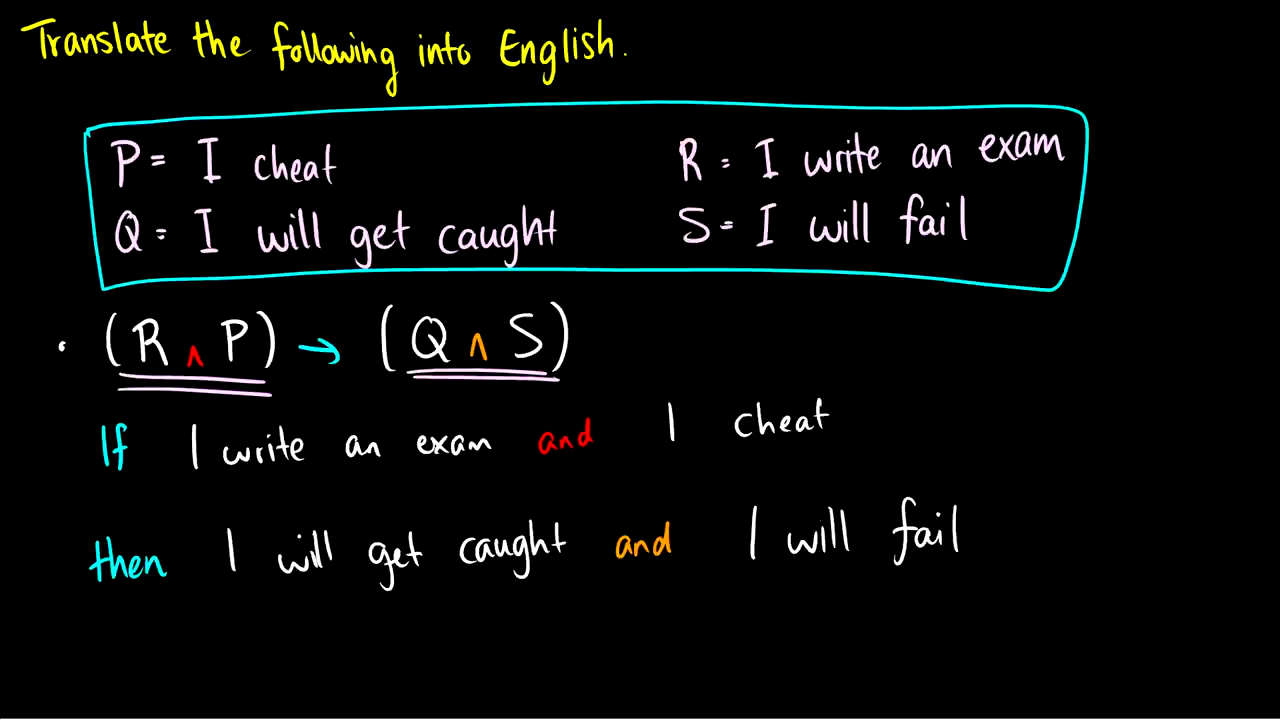 Translate the following into English.
P = I cheat R = I write an exam
Q = I will get caught S = I will fail
· (R ∧ P) → (Q ∧ S)
If I write an exam and I cheat
then I will get caught and I will fail